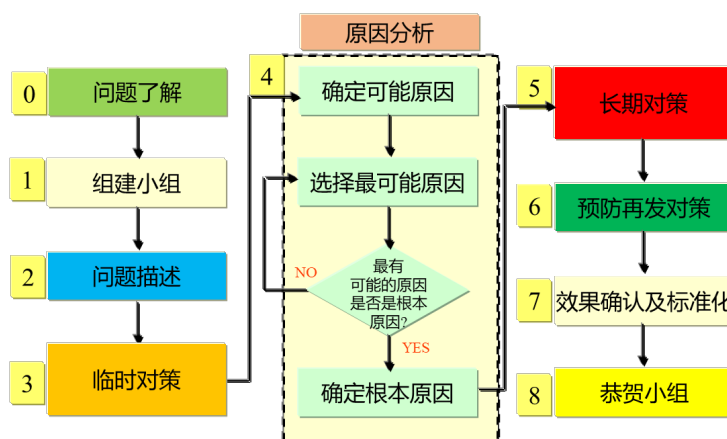 原因分析
0
问题了解
1
组建小组
2
问题描述
3
临时对策
4
确定可能原因
选择最可能原因
最有
可能的原因
是否是根本
原因?
NO
YES
确定根本原因
5
长期对策
6
预防再发对策
7
效果确认及标准化
8
恭贺小组